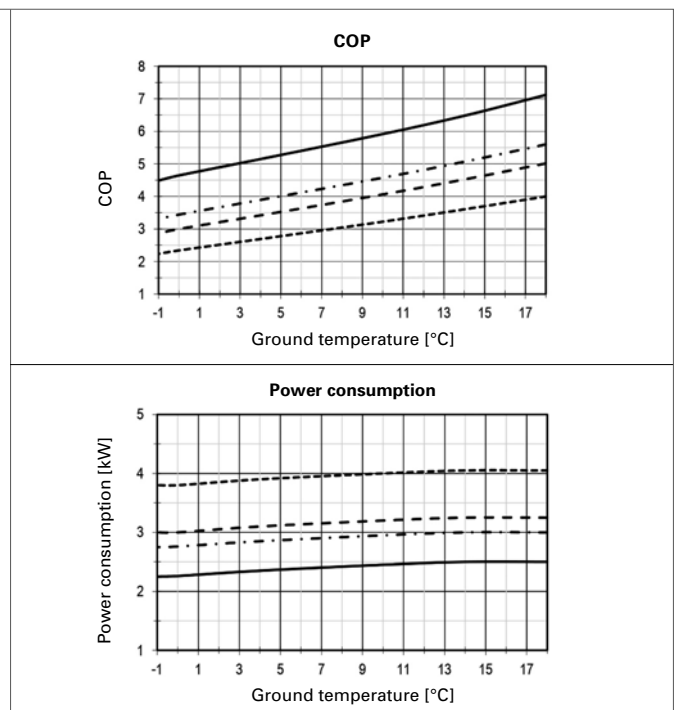 COP
8
7
6
5
4
3
2
1
COP
-1 1 3 5 7 9 11 13 15 17
Ground temperature [°C]
Power consumption
5
4
3
2
1
Power consumption [kW]
-1 1 3 5 7 9 11 13 15 17
Ground temperature [°C]